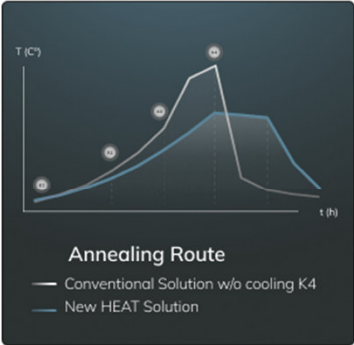 T (C°)
t (h)
Annealing Route
Conventional Solution w/o cooling K4
New HEAT Solution